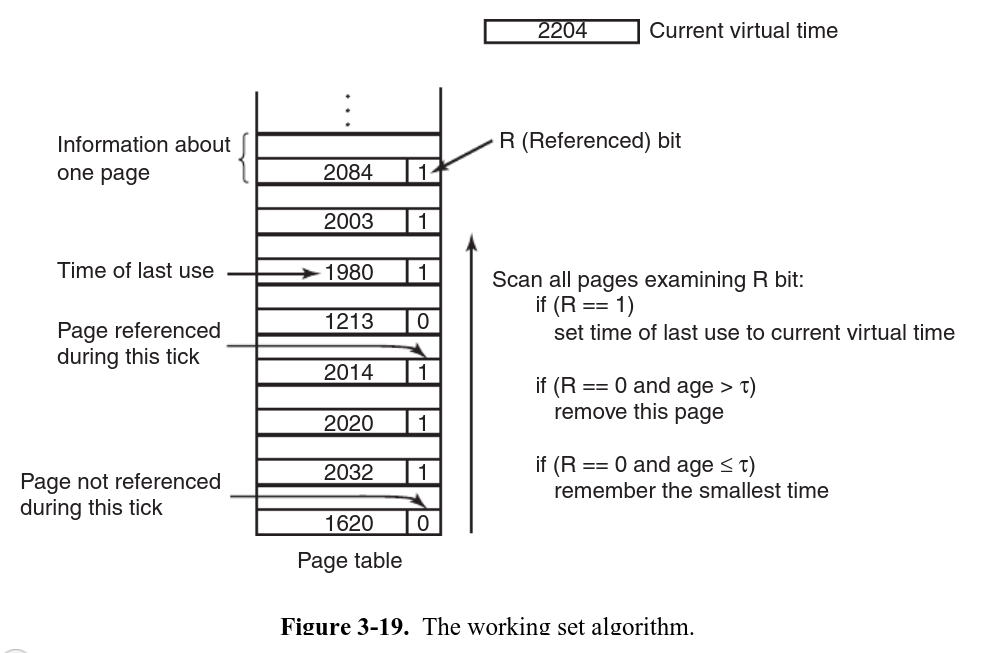 2204 Current virtual time
Information about
one page
R (Referenced) bit
2084 1
2003 1
Time of last use
1980 1
Scan all pages examining R bit:
if (R == 1)
set time of last use to current virtual time
if (R == 0 and age > τ)
remove this page
if (R == 0 and age ≤ τ)
remember the smallest time
1213 0
Page referenced
during this tick
2014 1
2020 1
2032 1
Page not referenced
during this tick
1620 0
Page table
Figure 3-19. The working set algorithm.